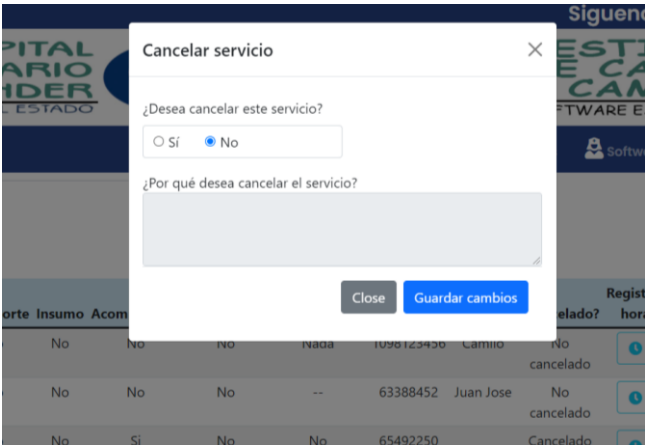 Siguen
PITAL
ARIO
NDER
L ESTADO
ESTI
E CA
CAM
FTWARE E
Softw
Cancelar servicio
¿Desea cancelar este servicio?
Sí No
¿Por qué desea cancelar el servicio?
Close Guardar cambios
orte Insumo Acom elado? Regist
hora
No No No Nada 1098123456 Camilo No
cancelado
No No No -- 63388452 Juan Jose No
cancelado
No Si No No 65492250 Cancelado